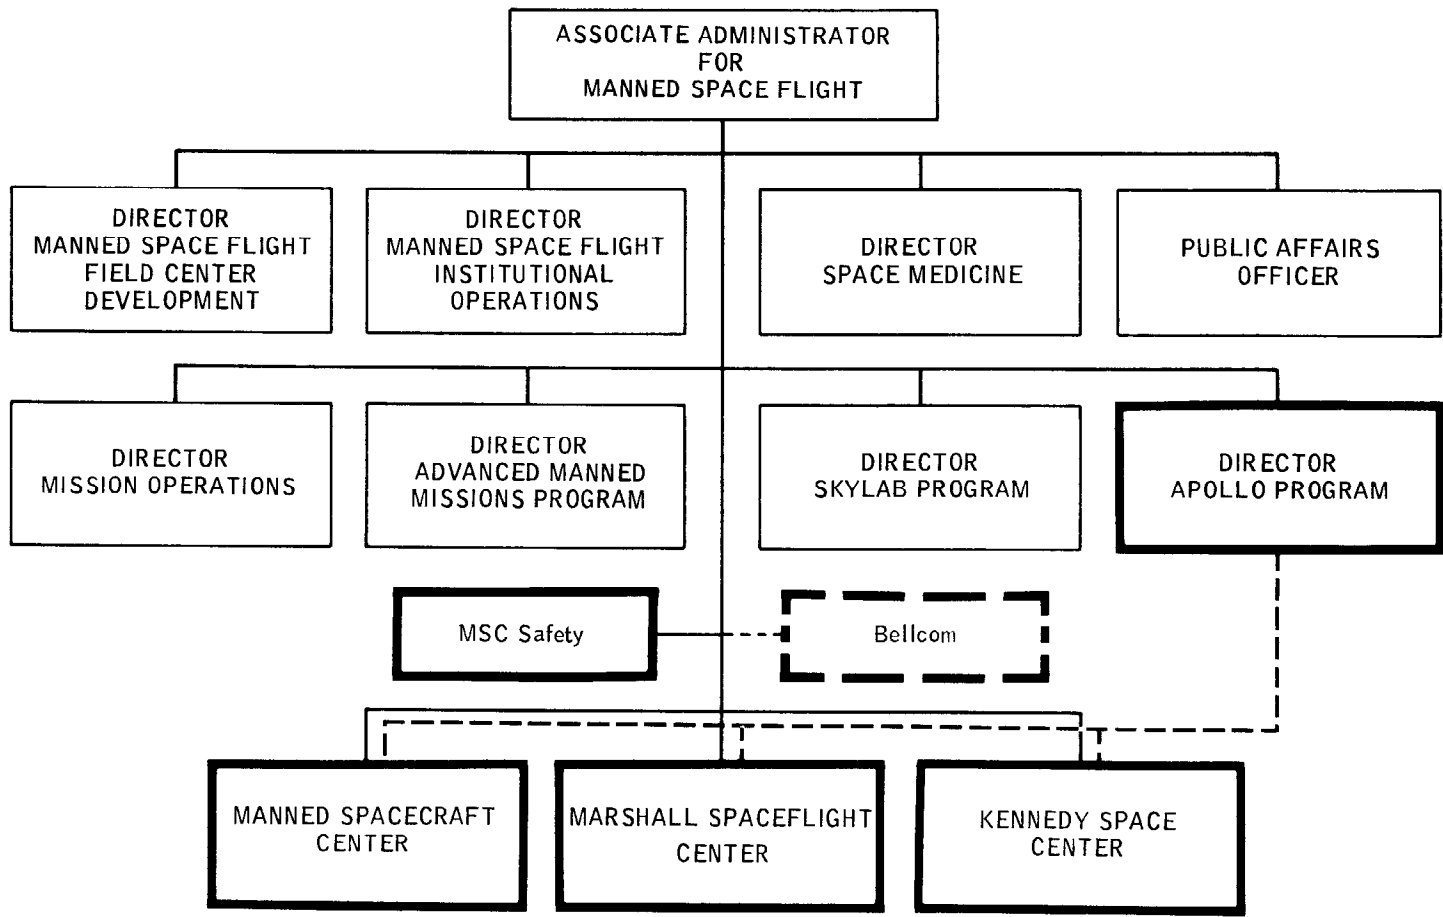 ASSOCIATE ADMINISTRATOR
FOR
MANNED SPACE FLIGHT
DIRECTOR
MANNED SPACE FLIGHT
FIELD CENTER
DEVELOPMENT
DIRECTOR
MANNED SPACE FLIGHT
INSTITUTIONAL
OPERATIONS
DIRECTOR
SPACE MEDICINE
PUBLIC AFFAIRS
OFFICER
DIRECTOR
MISSION OPERATIONS
DIRECTOR
ADVANCED MANNED
MISSIONS PROGRAM
DIRECTOR
SKYLAB PROGRAM
DIRECTOR
APOLLO PROGRAM
MSC Safety
Bellcom
MANNED SPACECRAFT
CENTER
MARSHALL SPACEFLIGHT
CENTER
KENNEDY SPACE
CENTER